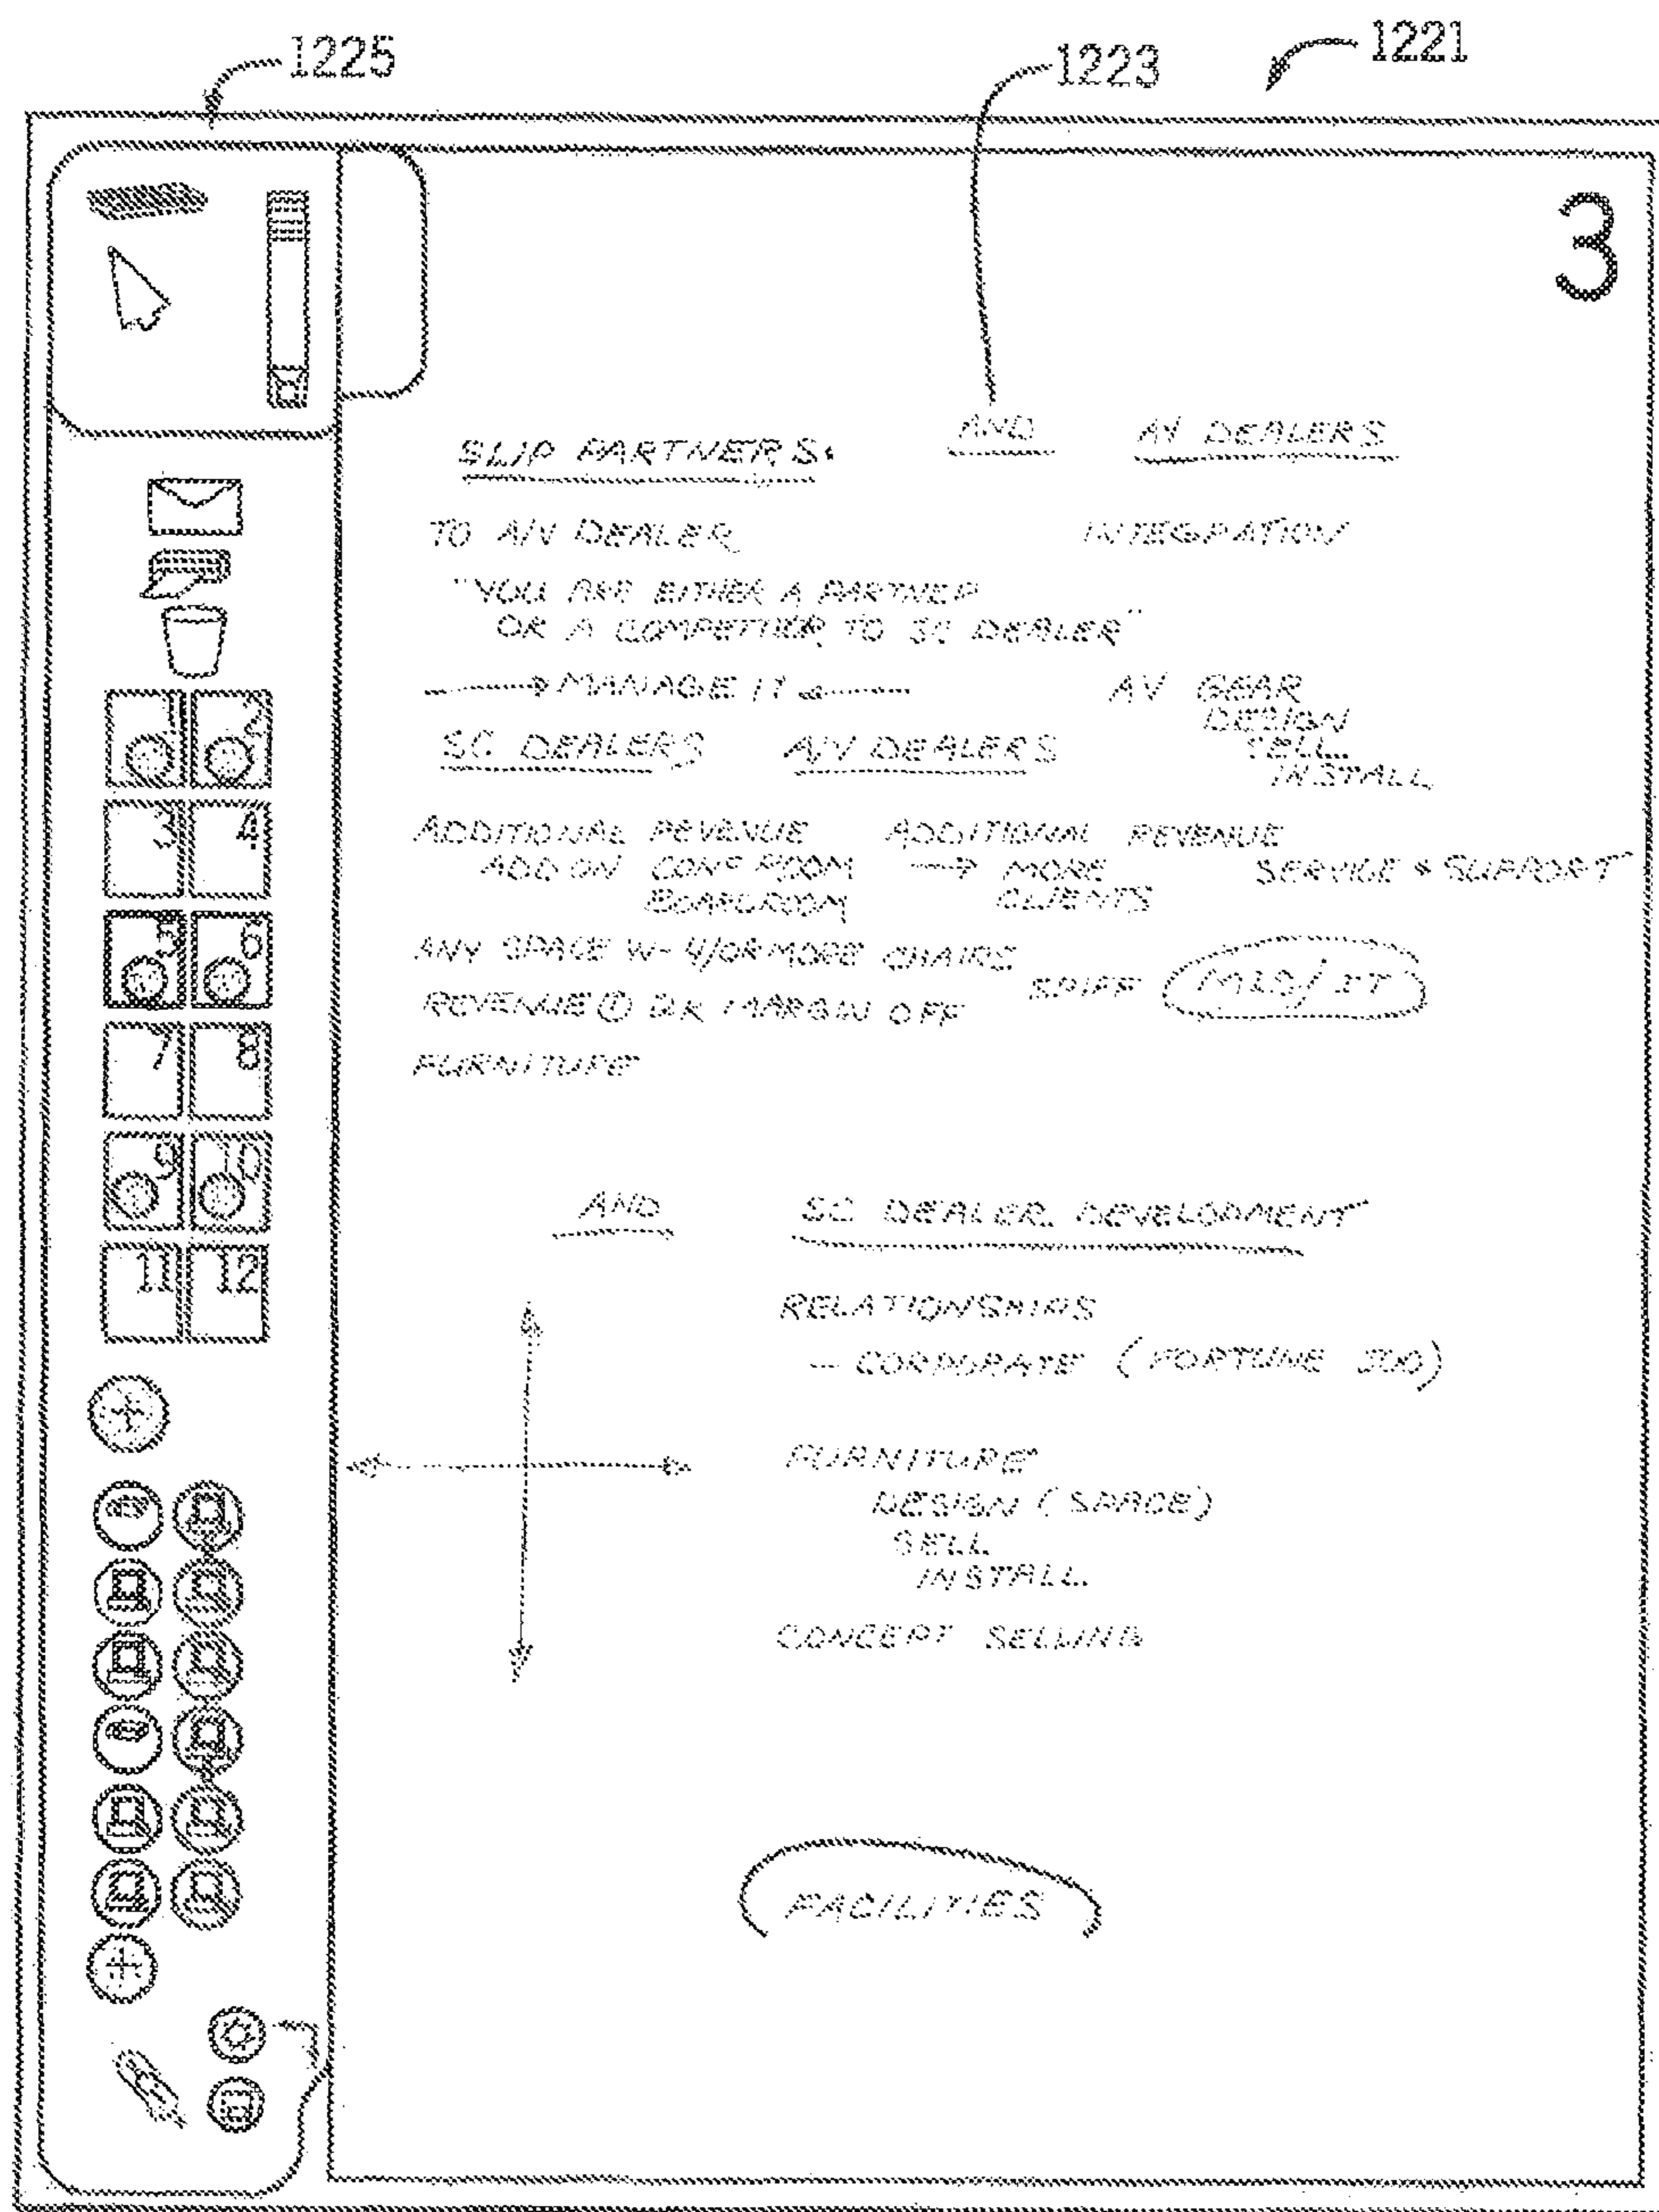 1225 1223 1221
3
SLIP PARTNERS: AND AV DEALERS
TO A/V DEALER INTEGRATION
"YOU ARE EITHER A PARTNER
OR A COMPETITOR TO SC DEALER"
MANAGE IT AV GEAR
DESIGN
SC DEALERS A/V DEALERS SELL
INSTALL
ADDITIONAL REVENUE ADDITIONAL REVENUE
ADD ON CONF ROOM → MORE SERVICE & SUPPORT
BOARDROOM CLIENTS
ANY SPACE W- 4/OR MORE CHAIRS
SPIFF MIS/IT
REVENUE MARGIN OFF
FURNITURE
AND SC DEALER DEVELOPMENT
RELATIONSHIPS
- CORPORATE (FORTUNE
FURNITURE
DESIGN (SPACE)
SELL
INSTALL
CONCEPT SELLING
FACILITIES
1 2
3 4
5 6
7 8
9 10
11 12